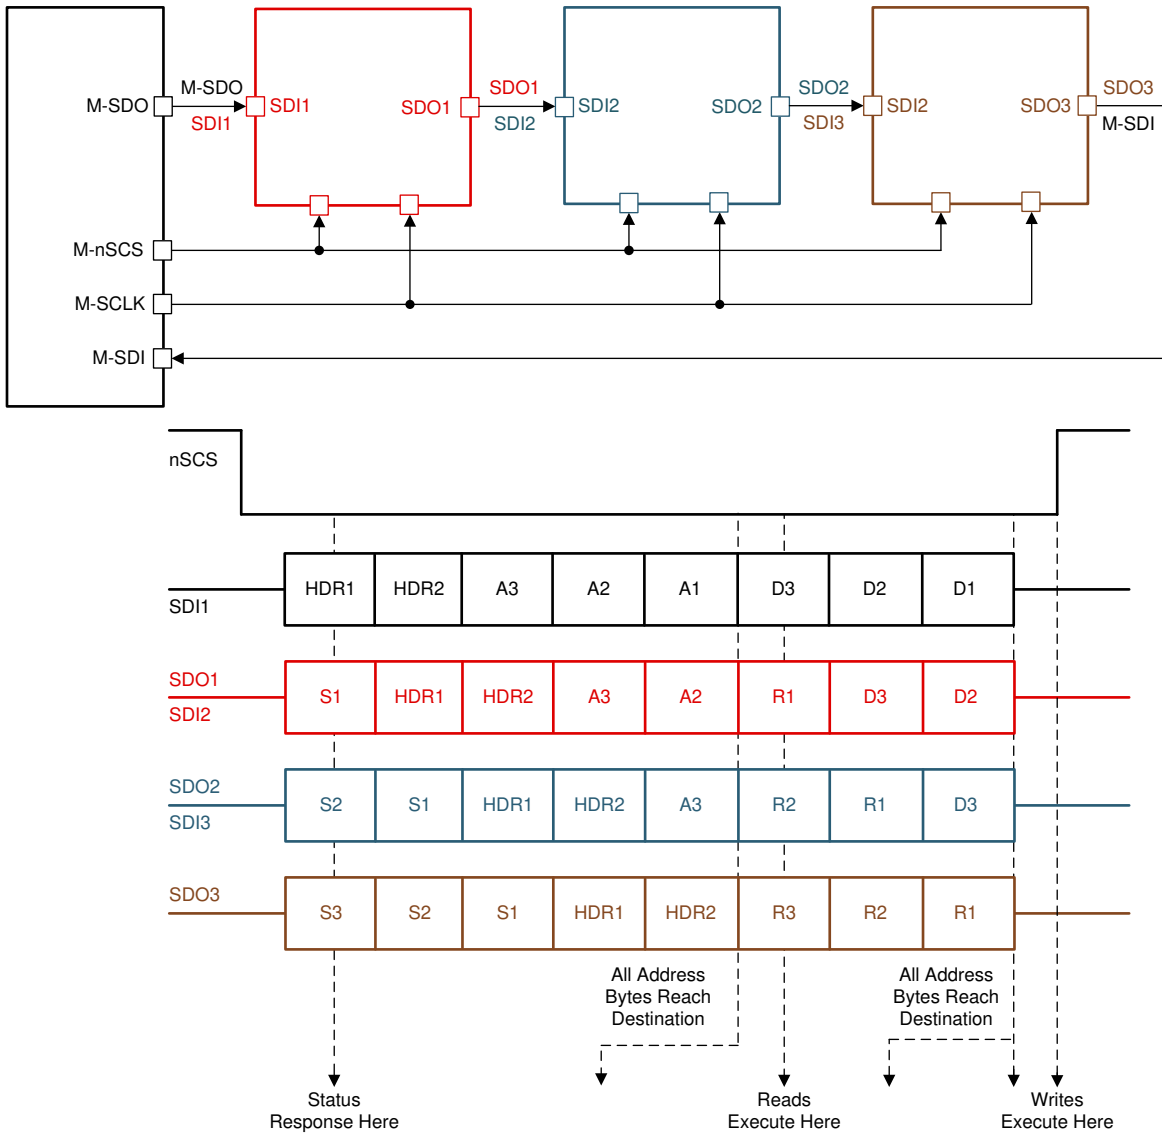 M-SDO
M-SDO
SDI1
SDI1
SDO1
SDO1
SDI2
SDI2
SDO2
SDO2
SDI3
SDI2
SDO3
SDO3
M-SDI
M-nSCS
M-SCLK
M-SDI
nSCS
SDI1
HDR1 HDR2 A3 A2 A1 D3 D2 D1
SDO1
SDI2
S1 HDR1 HDR2 A3 A2 R1 D3 D2
SDO2
SDI3
S2 S1 HDR1 HDR2 A3 R2 R1 D3
SDO3
S3 S2 S1 HDR1 HDR2 R3 R2 R1
All Address
Bytes Reach
Destination
All Address
Bytes Reach
Destination
Status
Response Here
Reads
Execute Here
Writes
Execute Here